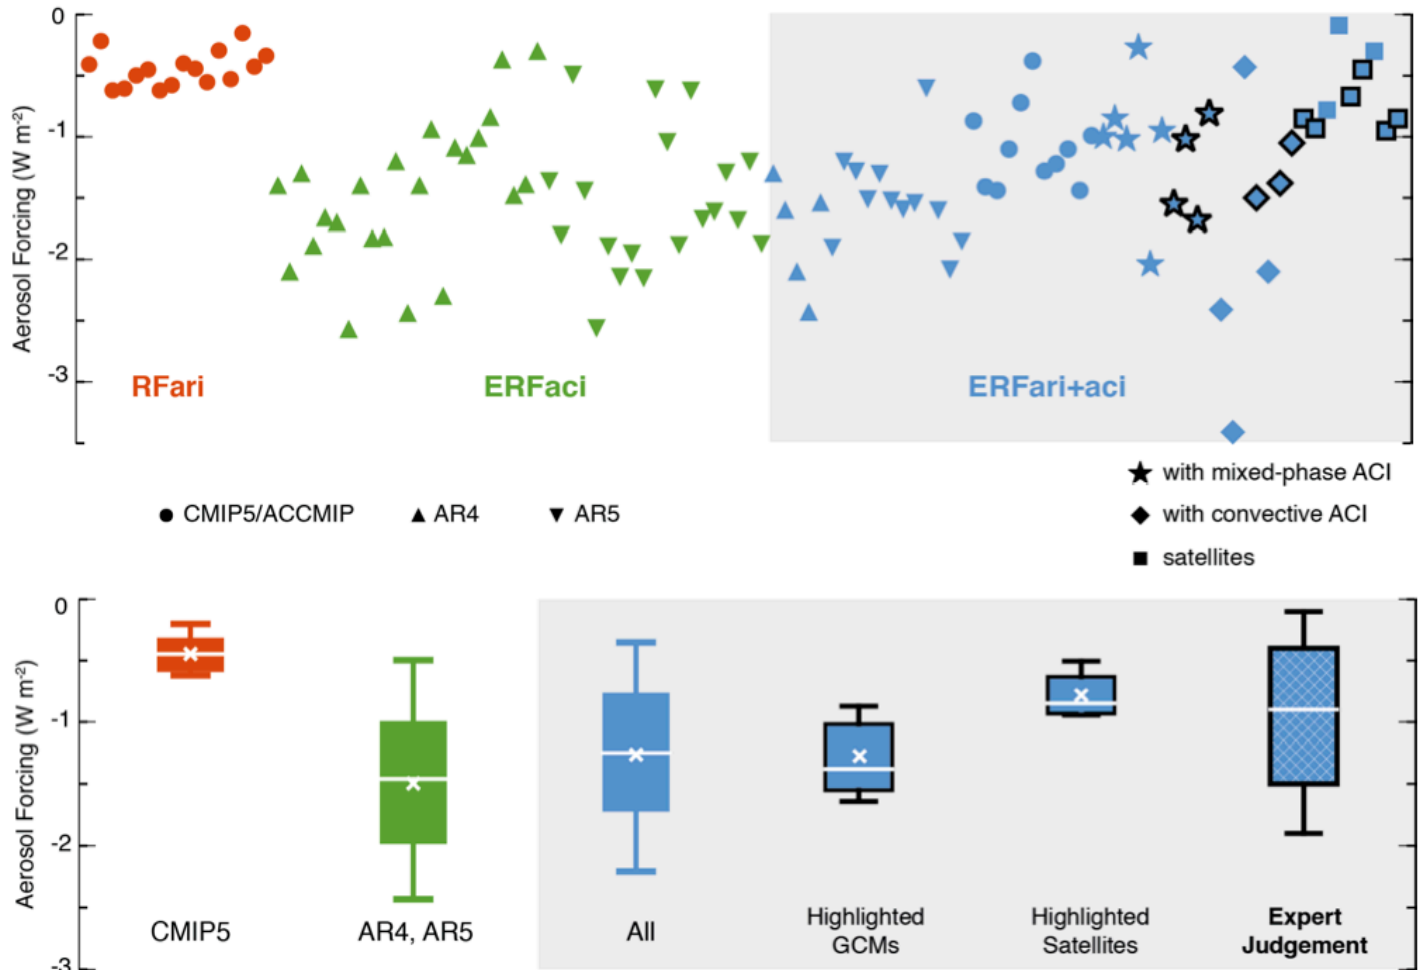 0
-1
-2
-3
Aerosol Forcing (W m-2)
RFari
ERFaci
ERFari+aci
with mixed-phase ACI
CMIP5/ACCMIP
AR4
AR5
with convective ACI
satellites
0
-1
-2
-3
Aerosol Forcing (W m-2)
CMIP5
AR4, AR5
All
Highlighted
GCMs
Highlighted
Satellites
Expert
Judgement